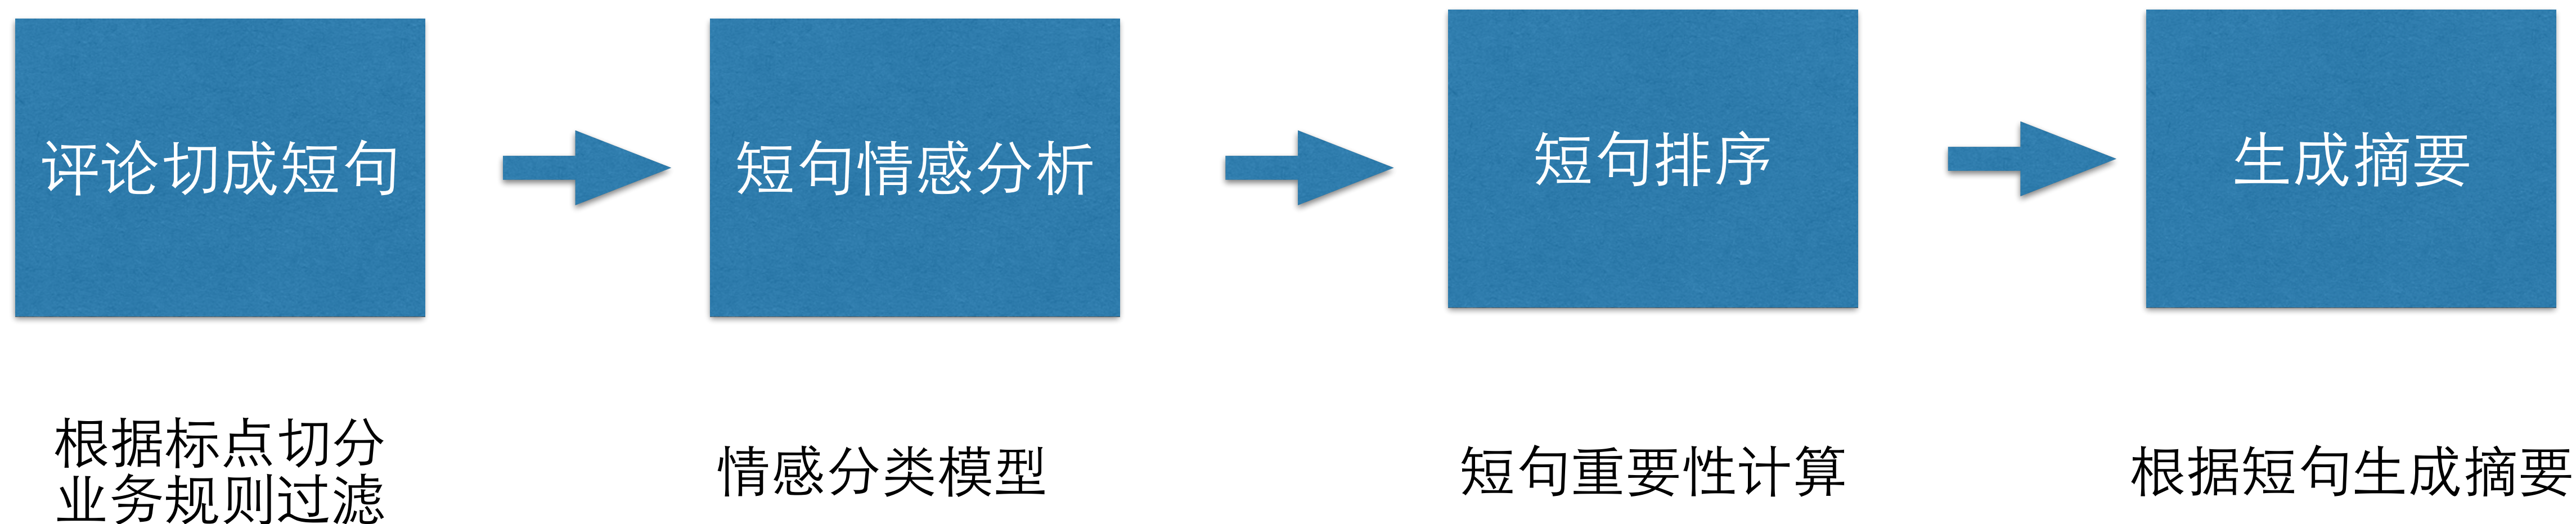 评论切成短句
短句情感分析
短句排序
生成摘要
根据标点切分
业务规则过滤
情感分类模型
短句重要性计算
根据短句生成摘要